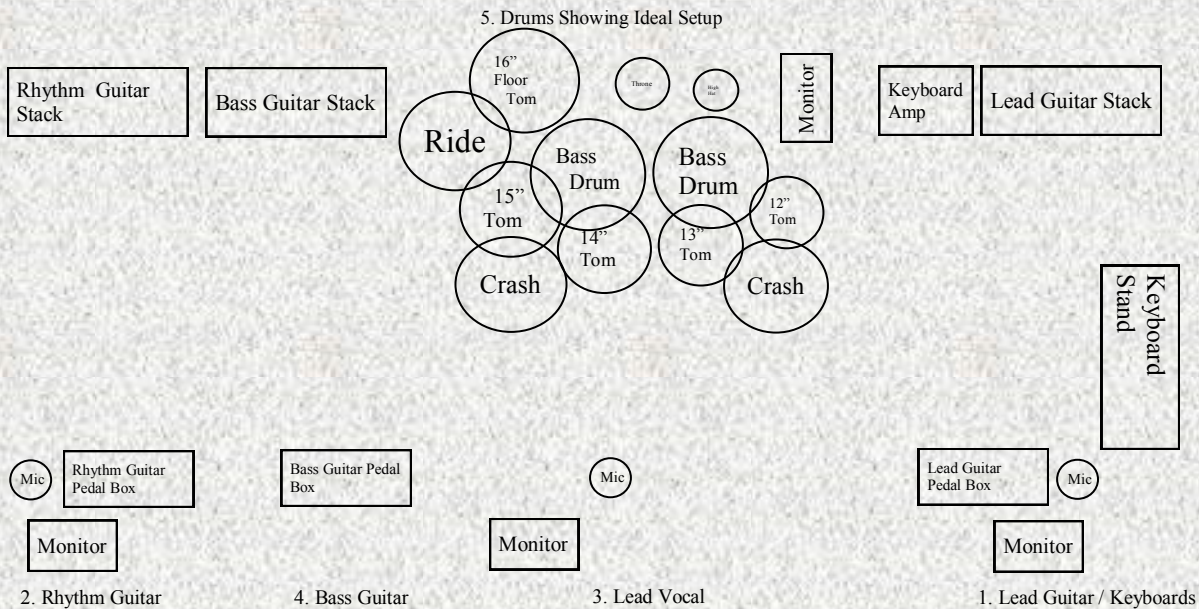 5. Drums Showing Ideal Setup
Rhythm Guitar
Stack
Bass Guitar Stack
16”
Floor
Tom
Throne
High
Hat
Monitor
Keyboard
Amp
Lead Guitar Stack
Ride
Bass
Drum
Bass
Drum
15”
Tom
14”
Tom
13”
Tom
12”
Tom
Crash
Crash
Keyboard
Stand
Mic
Rhythm Guitar
Pedal Box
Bass Guitar Pedal
Box
Mic
Lead Guitar
Pedal Box
Mic
Monitor
Monitor
Monitor
2. Rhythm Guitar
4. Bass Guitar
3. Lead Vocal
1. Lead Guitar / Keyboards